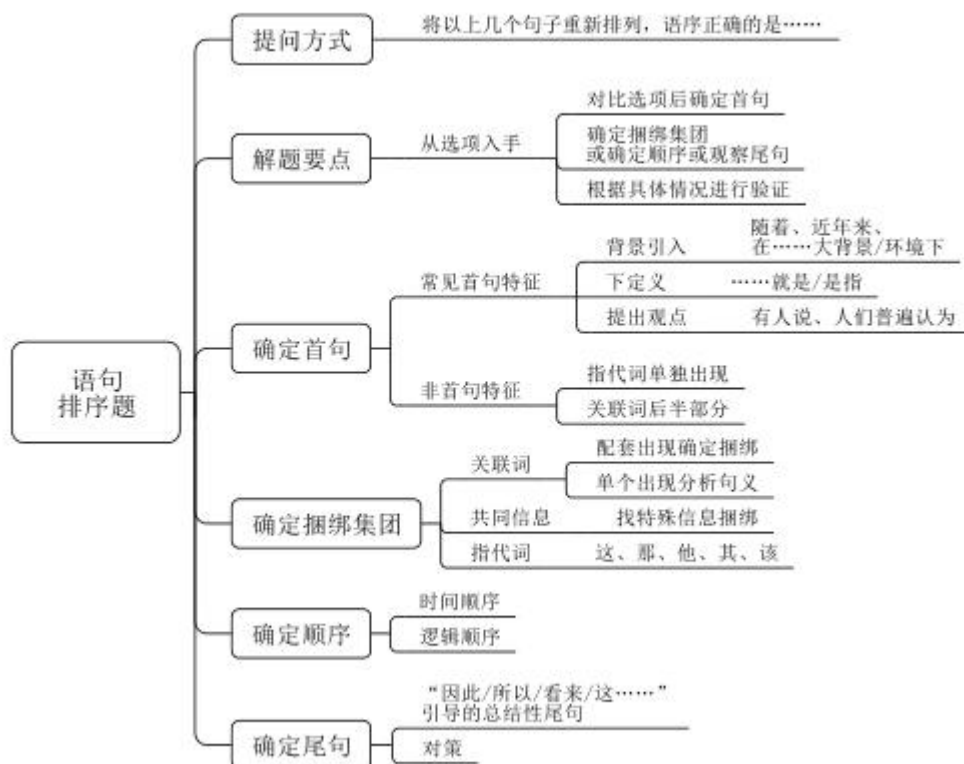 语句
排序题
提问方式
将以上几个句子重新排列，语序正确的是……
解题要点
从选项入手
对比选项后确定首句
确定捆绑集团
或确定顺序或观察尾句
根据具体情况进行验证
确定首句
常见首句特征
背景引入
随着、近年来、
在……大背景/环境下
下定义
……就是/是指
提出观点
有人说、人们普遍认为
非首句特征
指代词单独出现
关联词后半部分
确定捆绑集团
关联词
配套出现确定捆绑
单个出现分析句义
共同信息
找特殊信息捆绑
指代词
这、那、他、其、该
确定顺序
时间顺序
逻辑顺序
确定尾句
“因此/所以/看来/这……”
引导的总结性尾句
对策